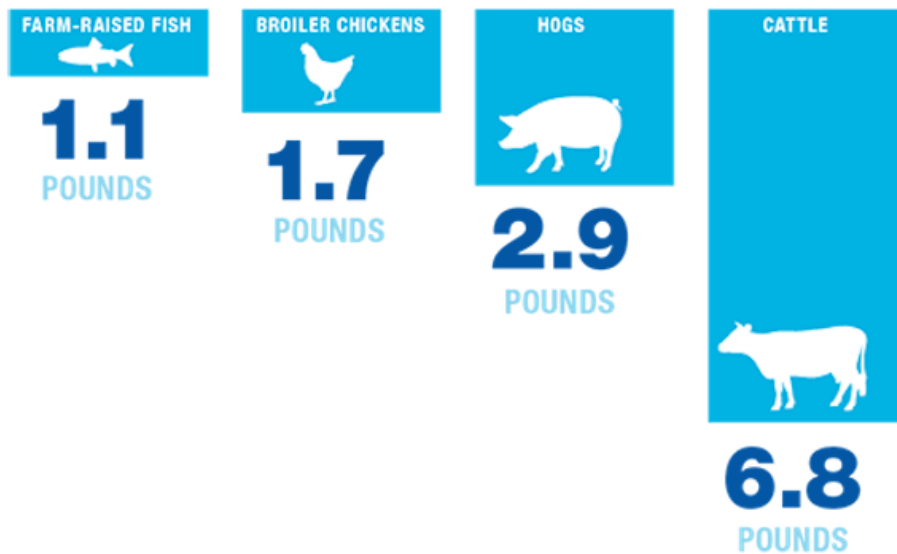 FARM-RAISED FISH
1.1
POUNDS
BROILER CHICKENS
1.7
POUNDS
HOGS
2.9
POUNDS
CATTLE
6.8
POUNDS